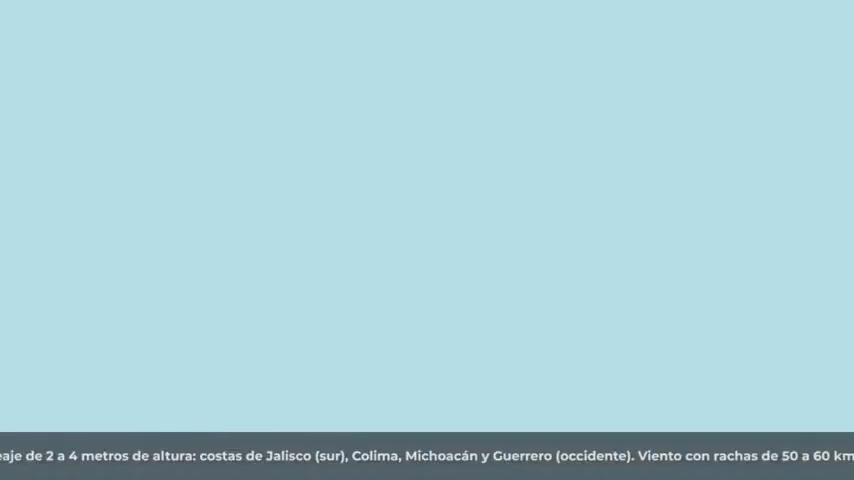 eaje de 2 a 4 metros de altura: costas de Jalisco (sur), Colima, Michoacán y Guerrero (occidente). Viento con rachas de 50 a 60 km